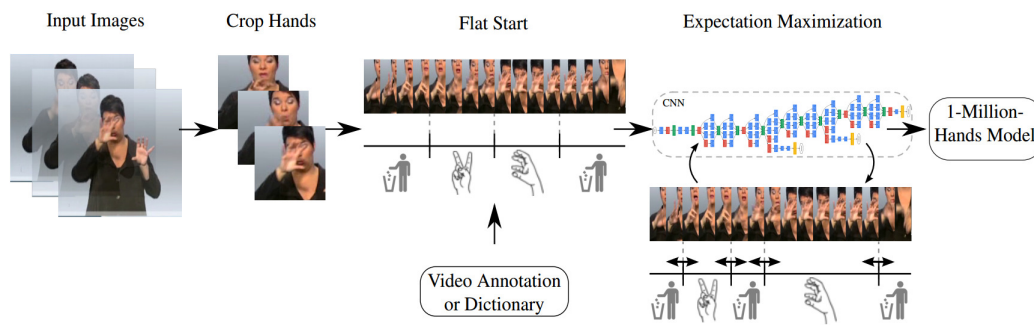 Input Images
Crop Hands
Flat Start
Expectation Maximization
CNN
1-Million-
Hands Model
Video Annotation
or Dictionary